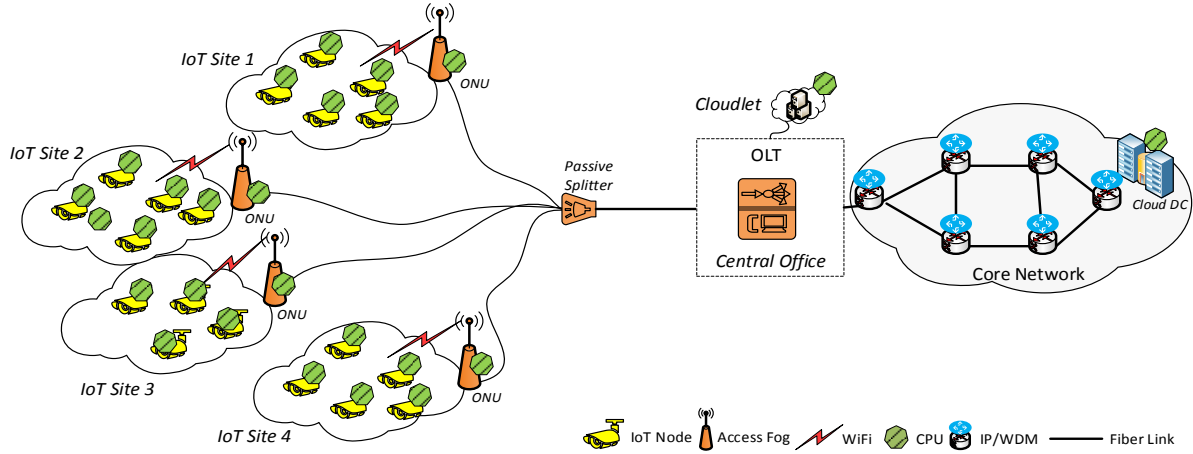 IoT Site 1
ONU
IoT Site 2
ONU
IoT Site 3
ONU
IoT Site 4
ONU
Passive
Splitter
Cloudlet
OLT
Central Office
Cloud DC
Core Network
IoT Node
Access Fog
WiFi
CPU
IP/WDM
Fiber Link